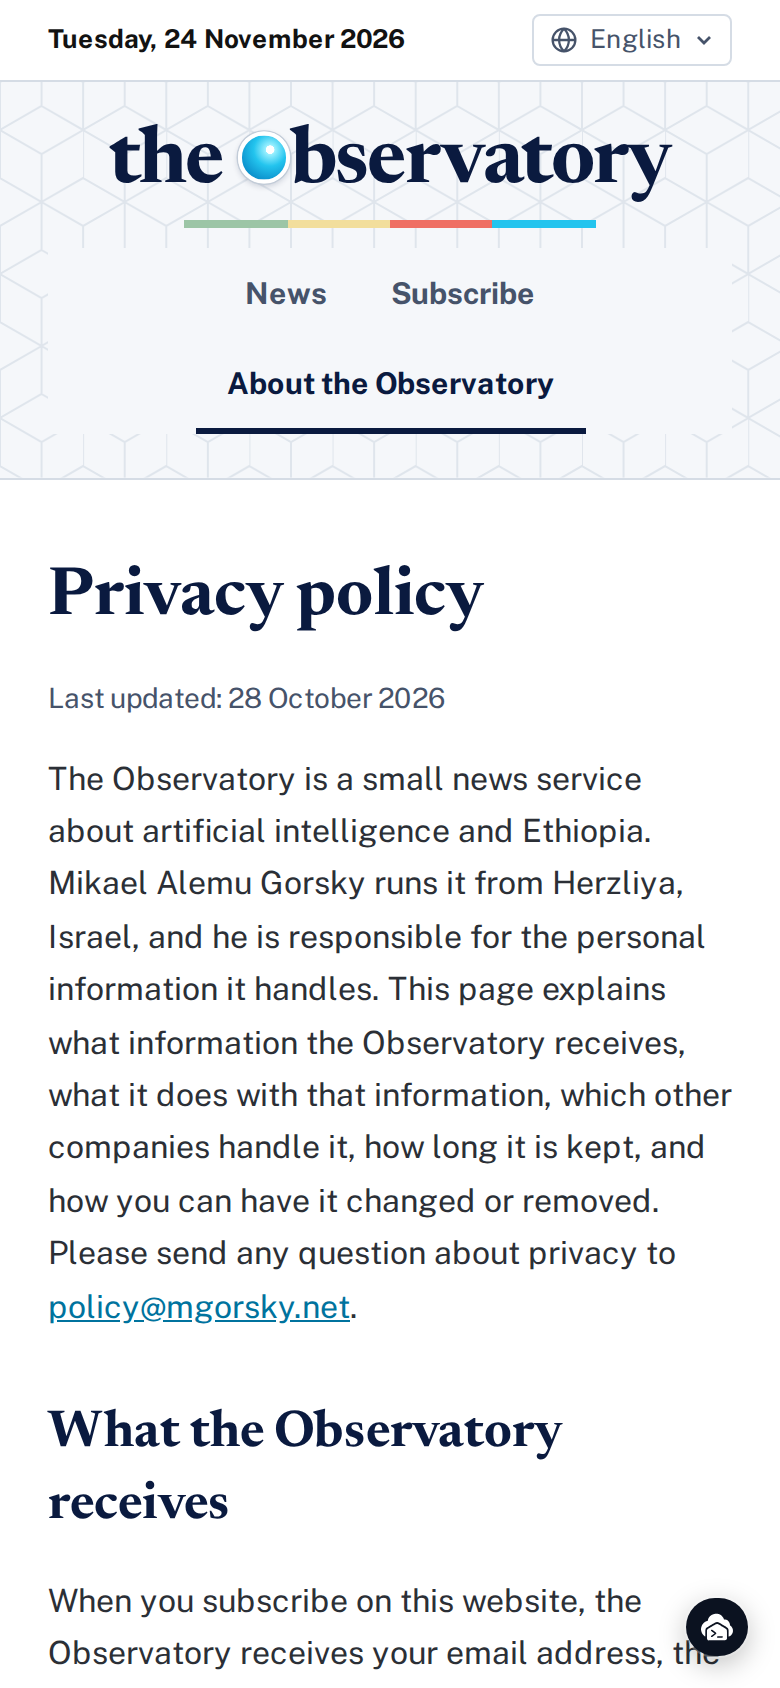 Tuesday, 24 November 2026
English
the Observatory
News Subscribe
About the Observatory
Privacy policy
Last updated: 28 October 2026
The Observatory is a small news service
about artificial intelligence and Ethiopia.
Mikael Alemu Gorsky runs it from Herzliya,
Israel, and he is responsible for the personal
information it handles. This page explains
what information the Observatory receives,
what it does with that information, which other
companies handle it, how long it is kept, and
how you can have it changed or removed.
Please send any question about privacy to
policy@mgorsky.net.
What the Observatory
receives
When you subscribe on this website, the
Observatory receives your email address, the